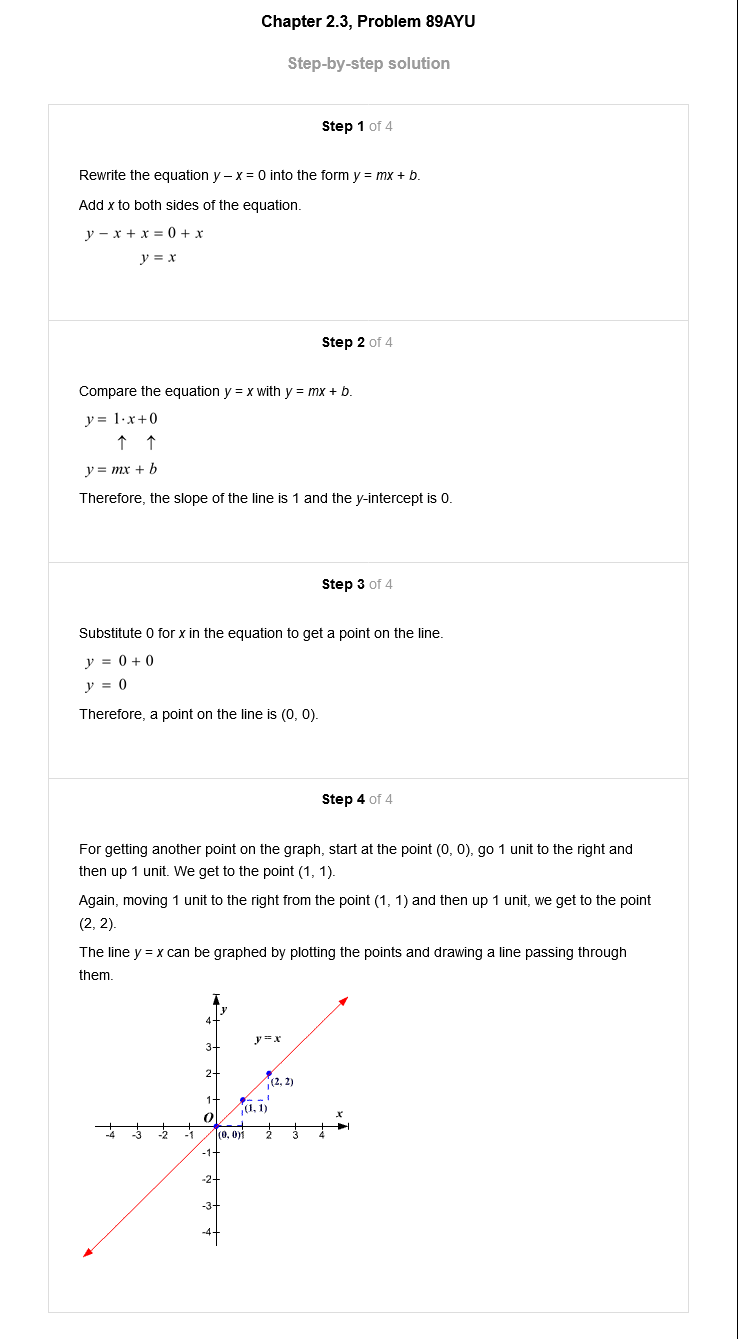 Chapter 2.3, Problem 89AYU
Step-by-step solution
Step 1 of 4
Rewrite the equation y – x = 0 into the form y = mx + b.
Add x to both sides of the equation.
y − x + x = 0 + x
y = x
Step 2 of 4
Compare the equation y = x with y = mx + b.
y = 1·x+0
↑ ↑
y = mx + b
Therefore, the slope of the line is 1 and the y-intercept is 0.
Step 3 of 4
Substitute 0 for x in the equation to get a point on the line.
y = 0 + 0
y = 0
Therefore, a point on the line is (0, 0).
Step 4 of 4
For getting another point on the graph, start at the point (0, 0), go 1 unit to the right and
then up 1 unit. We get to the point (1, 1).
Again, moving 1 unit to the right from the point (1, 1) and then up 1 unit, we get to the point
(2, 2).
The line y = x can be graphed by plotting the points and drawing a line passing through
them.
y
4
y = x
3
2
(2, 2)
1
(1, 1)
O
x
-4 -3 -2 -1 (0, 0) 1 2 3 4
-1
-2
-3
-4